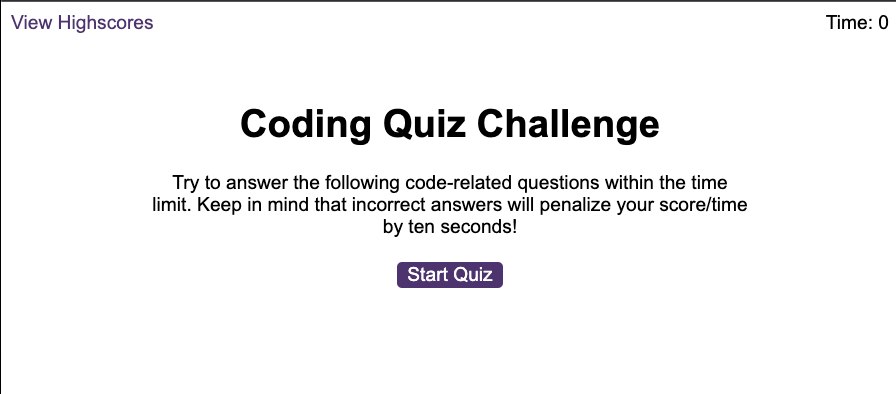 View Highscores
Time: 0
Coding Quiz Challenge
Try to answer the following code-related questions within the time
limit. Keep in mind that incorrect answers will penalize your score/time
by ten seconds!
Start Quiz